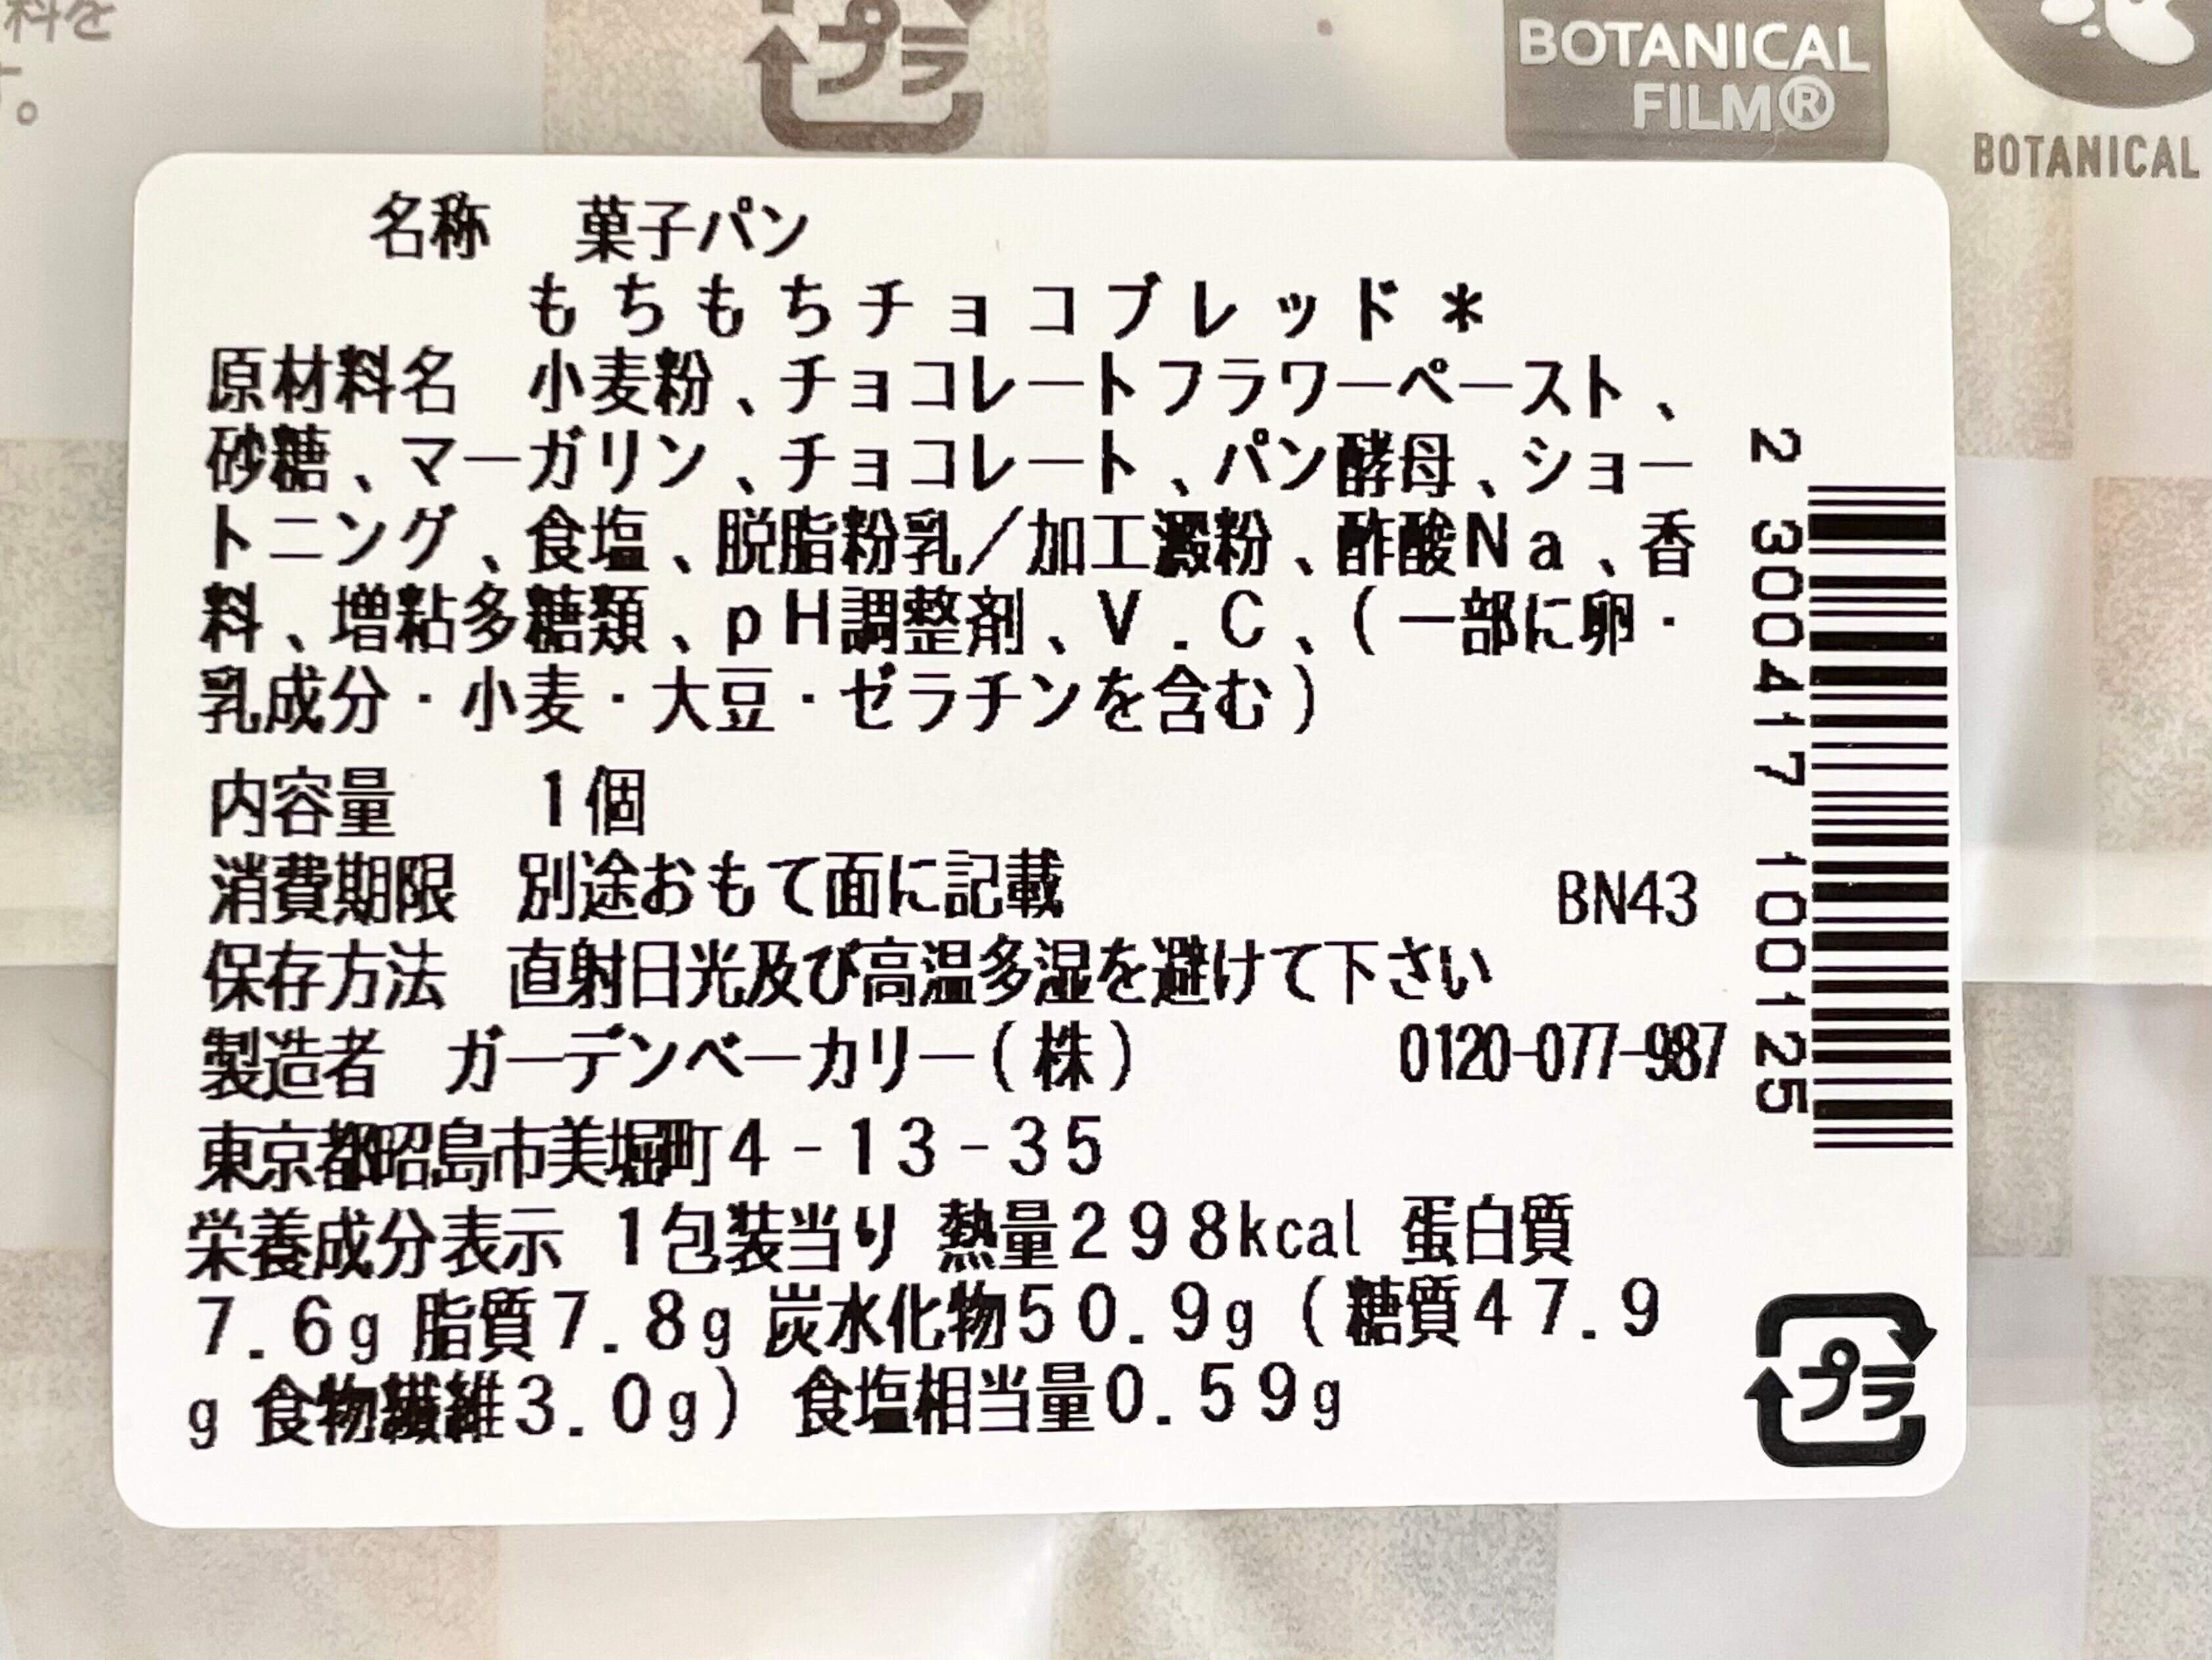 料を
す。
プラ
BOTANICAL
FILM®
BOTANICAL
名称 菓子パン
もちもちチョコブレッド*
原材料名 小麦粉、チョコレートフラワーペースト、
砂糖、マーガリン、チョコレート、パン酵母、ショー
トニング、食塩、脱脂粉乳/加工澱粉、酢酸Na、香
料、増粘多糖類、pH調整剤、V.C、(一部に卵・
乳成分・小麦・大豆・ゼラチンを含む)
内容量 1個
消費期限 別途おもて面に記載 BN43
保存方法 直射日光及び高温多湿を避けて下さい
製造者 ガーデンベーカリー(株) 0120-077-987
東京都昭島市美堀町4-13-35
栄養成分表示 1包装当り 熱量298kcal 蛋白質
7.6g 脂質7.8g 炭水化物50.9g (糖質47.9
g 食物繊維3.0g) 食塩相当量0.59g
2 300417 100125
プラ